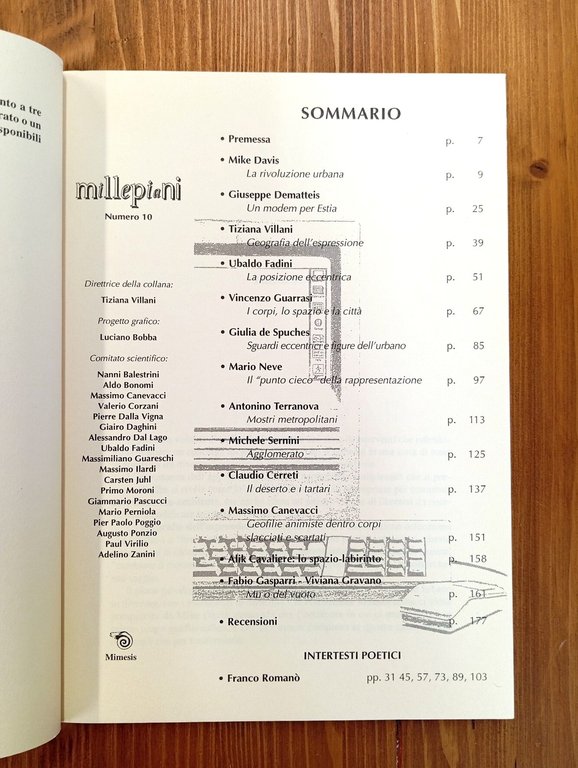 nto a tre
rato o un
sponibili
millepiani
Numero 10
Direttrice della collana:
Tiziana Villani
Progetto grafico:
Luciano Bobba
Comitato scientifico:
Nanni Balestrini
Aldo Bonomi
Massimo Canevacci
Valerio Corzani
Pierre Dalla Vigna
Giairo Daghini
Alessandro Dal Lago
Ubaldo Fadini
Massimiliano Guareschi
Massimo Ilardi
Carsten Juhl
Primo Moroni
Giammario Pascucci
Mario Perniola
Pier Paolo Poggio
Augusto Ponzio
Paul Virilio
Adelino Zanini
Mimesis
SOMMARIO
• Premessa p. 7
• Mike Davis p. 9
La rivoluzione urbana
• Giuseppe Dematteis
Un modem per Estia p. 25
• Tiziana Villani
Geografia dell'espressione p. 39
• Ubaldo Fadini
La posizione eccentrica p. 51
• Vincenzo Guarrasi
I corpi, lo spazio e la città p. 67
• Giulia de Spuches
Sguardi eccentrici e figure dell'urbano p. 85
• Mario Neve
Il "punto cieco" della rappresentazione p. 97
• Antonino Terranova
Mostri metropolitani p. 113
• Michele Sernini
Agglomerato p. 125
• Claudio Cerreti
Il deserto e i tartari p. 137
• Massimo Canevacci
Geofilie animiste dentro corpi
slacciati e scartati p. 151
• Alik Cavaliere: lo spazio-labirinto p. 158
• Fabio Gasparri - Viviana Gravano
Mu o del vuoto p. 161
• Recensioni p. 177
INTERTESTI POETICI
• Franco Romanò pp. 31 45, 57, 73, 89, 103